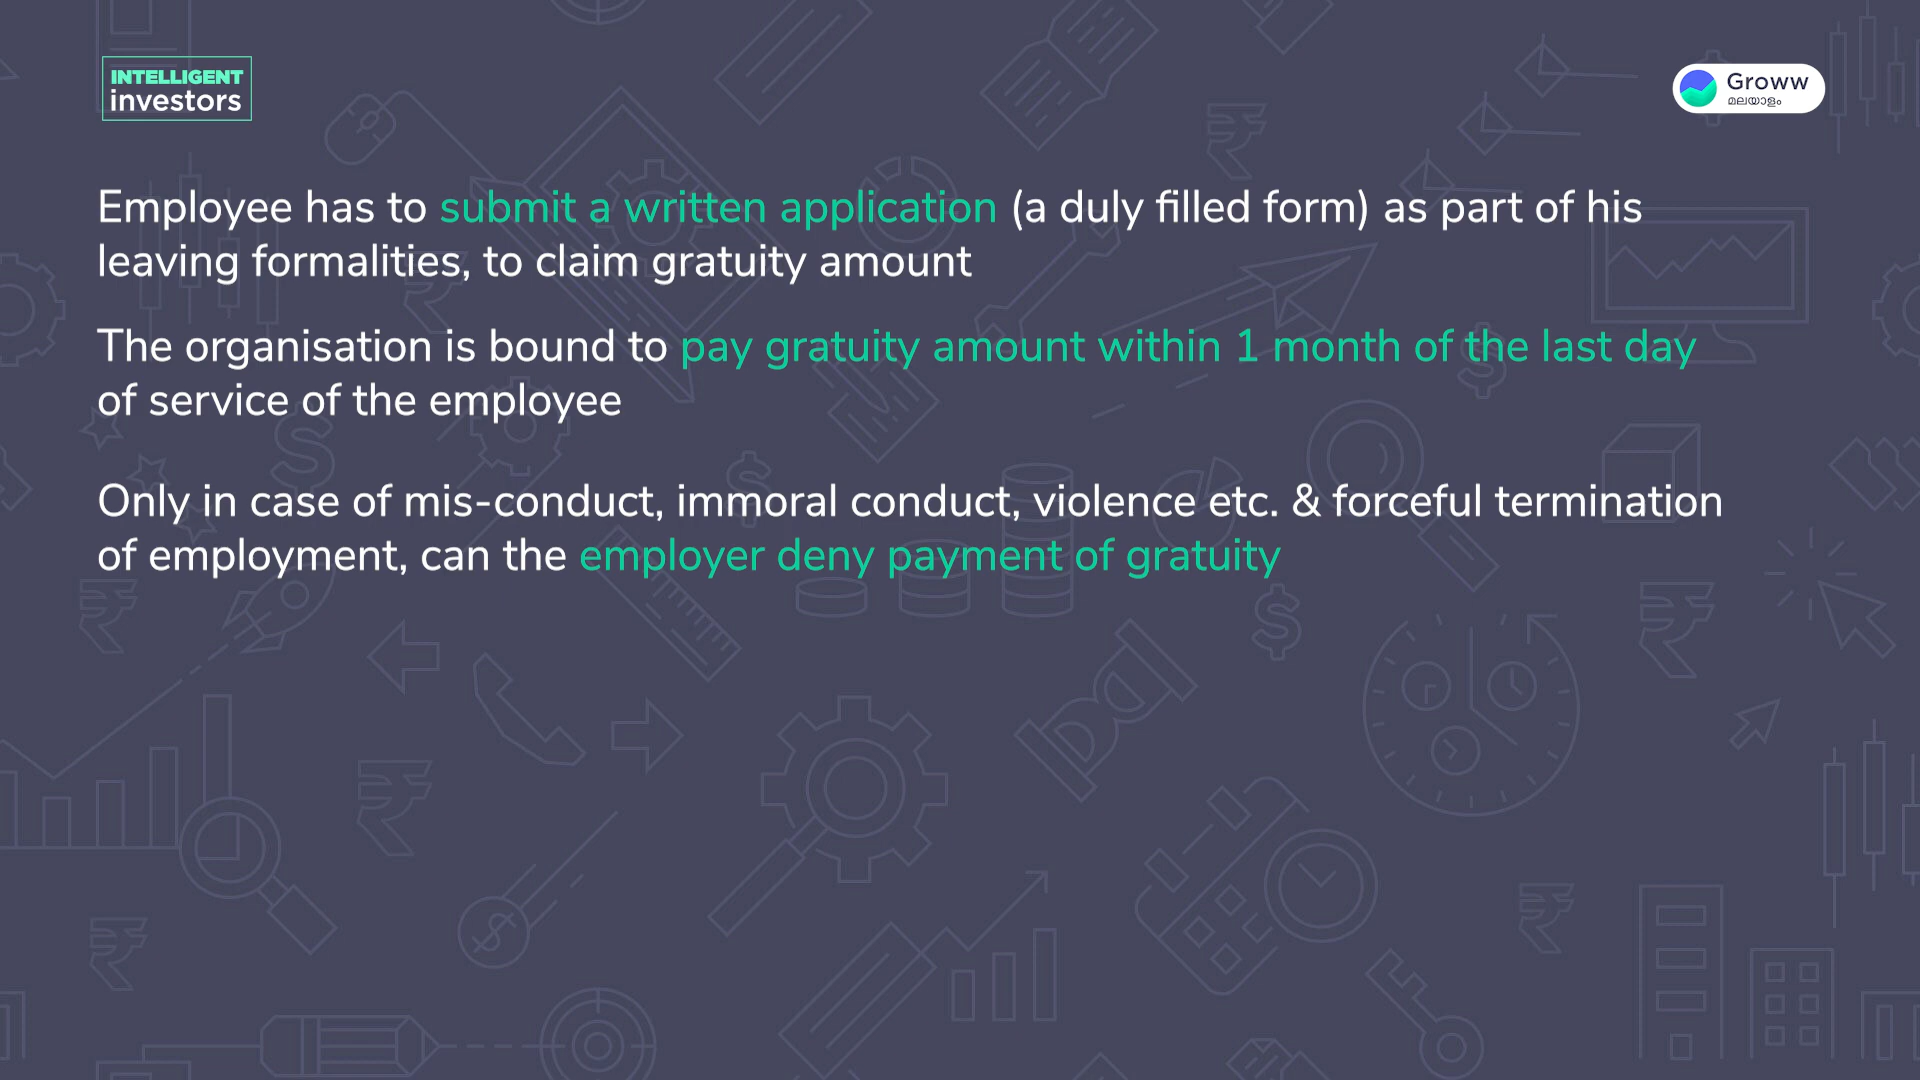 INTELLIGENT
investors
Groww
മലയാളം
Employee has to submit a written application (a duly filled form) as part of his
leaving formalities, to claim gratuity amount
The organisation is bound to pay gratuity amount within 1 month of the last day
of service of the employee
Only in case of mis-conduct, immoral conduct, violence etc. & forceful termination
of employment, can the employer deny payment of gratuity